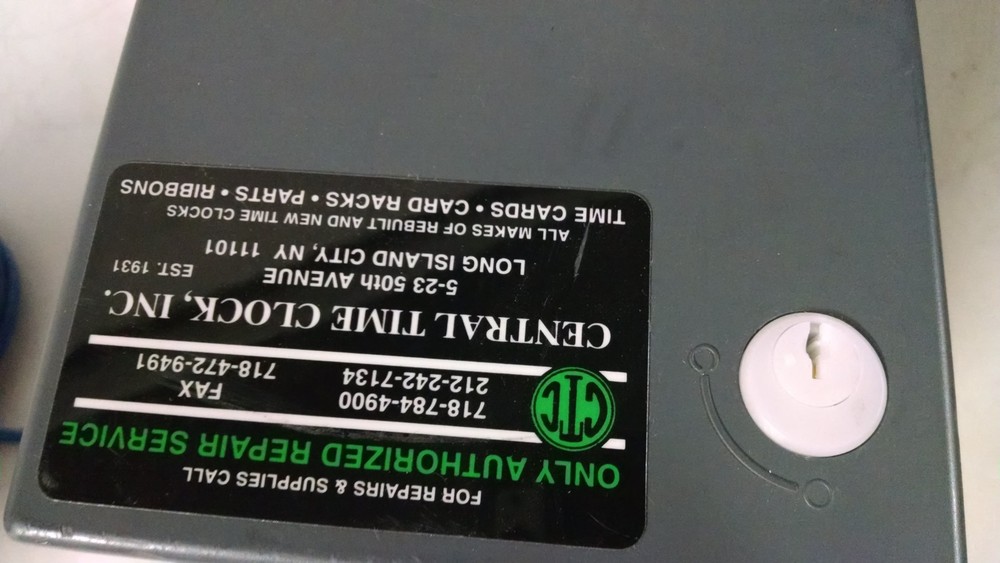 FOR REPAIRS & SUPPLIES CALL
ONLY AUTHORIZED REPAIR SERVICE
CTC
718-784-4900
212-242-7134
FAX
718-472-9491
CENTRAL TIME CLOCK, INC.
5-23 50th AVENUE
EST. 1931
LONG ISLAND CITY, NY 11101
ALL MAKES OF REBUILT AND NEW TIME CLOCKS
TIME CARDS • CARD RACKS • PARTS • RIBBONS